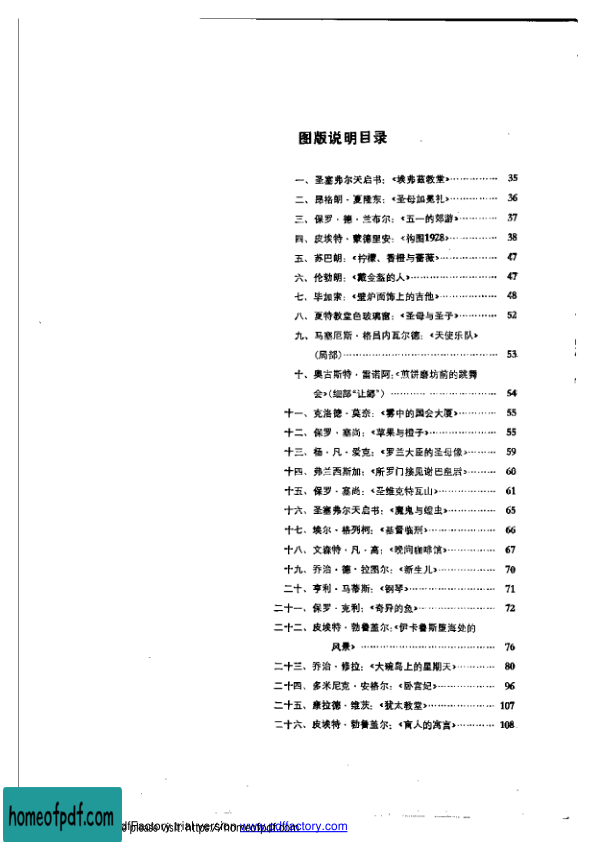 图版说明目录
一、圣塞弗尔天启书：《埃弗兹教堂》…………… 35
二、昂格朗·夏隆东：《圣母加冕礼》…………… 36
三、保罗·德·兰布尔：《五一的郊游》………… 37
四、皮埃特·蒙德里安：《构图1928》…………… 38
五、苏巴朗：《柠檬、香橙与蔷薇》……………… 47
六、伦勃朗：《戴金盔的人》……………………… 47
七、毕加索：《壁炉面饰上的吉他》……………… 48
八、夏特教堂色玻璃窗：《圣母与圣子》………… 52
九、马塞厄斯·格吕内瓦尔德：《天使乐队》
（局部）………………………………………… 53
十、奥古斯特·雷诺阿：《煎饼磨坊前的跳舞
会》（细部“让娜”）………… ………………… 54
十一、克洛德·莫奈：《雾中的国会大厦》………… 55
十二、保罗·塞尚：《苹果与橙子》………………… 55
十三、杨·凡·爱克：《罗兰大臣的圣母像》……… 59
十四、弗兰西斯加：《所罗门接见谢巴皇后》……… 60
十五、保罗·塞尚：《圣维克特瓦山》……………… 61
十六、圣塞弗尔天启书：《魔鬼与蝗虫》…………… 65
十七、埃尔·格列柯：《基督临刑》………………… 66
十八、文森特·凡·高：《晚间咖啡馆》…………… 67
十九、乔治·德·拉图尔：《新生儿》……………… 70
二十、亨利·马蒂斯：《钢琴》……………………… 71
二十一、保罗·克利：《奇异的鱼》………………… 72
二十二、皮埃特·勃鲁盖尔：《伊卡鲁斯堕海处的
风景》 ………………………………… 76
二十三、乔治·修拉：《大碗岛上的星期天》………… 80
二十四、多米尼克·安格尔：《卧宫妃》…………… 96
二十五、康拉德·维茨：《犹太教堂》……………… 107
二十六、皮埃特·勃鲁盖尔：《盲人的寓言》……… 108
homeofpdf.com
dfFactory trial version www.pdffactory.com
please visit: https://homeofpdf.com